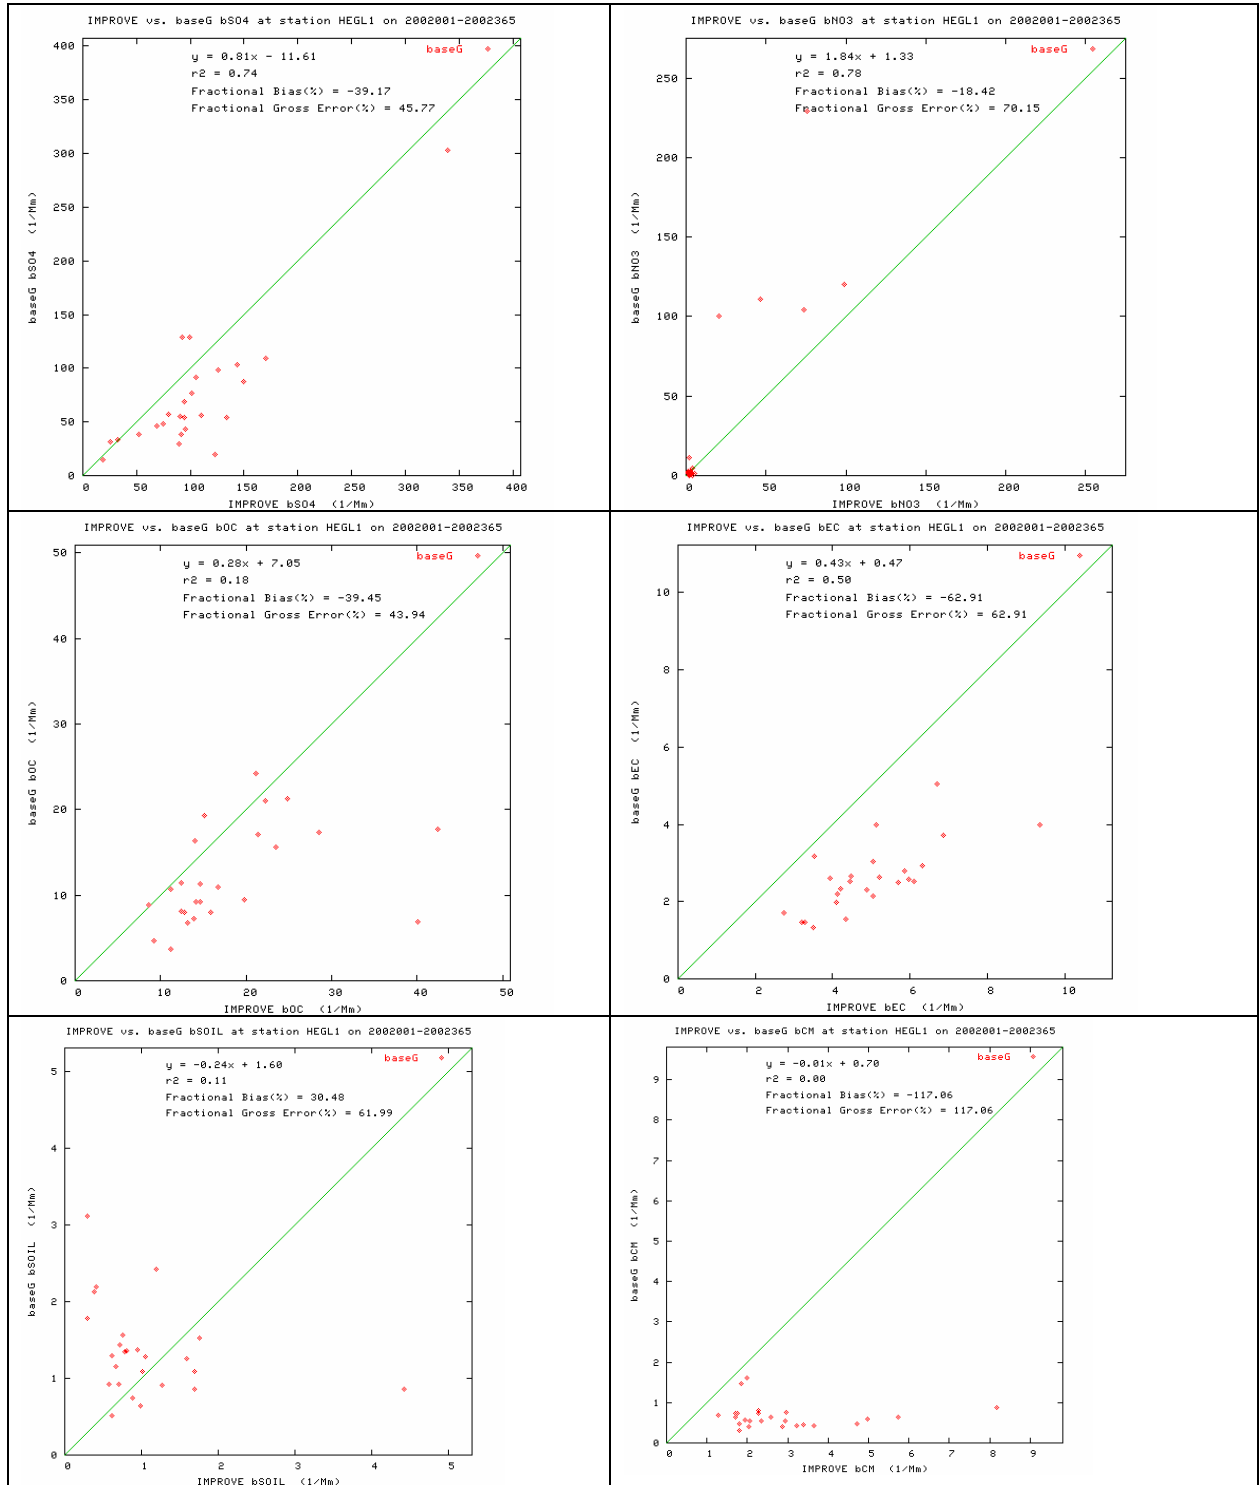 IMPROVE vs. baseG bSO4 at station HEGL1 on 2002001-2002365
baseG
y = 0.81x - 11.61
r2 = 0.74
Fractional Bias(%) = -39.17
Fractional Gross Error(%) = 45.77
400
350
300
250
200
150
100
50
0
baseG bSO4 (1/Mm)
0 50 100 150 200 250 300 350 400
IMPROVE bSO4 (1/Mm)
IMPROVE vs. baseG bNO3 at station HEGL1 on 2002001-2002365
baseG
y = 1.84x + 1.33
r2 = 0.78
Fractional Bias(%) = -18.42
Fractional Gross Error(%) = 70.15
250
200
150
100
50
0
baseG bNO3 (1/Mm)
0 50 100 150 200 250
IMPROVE bNO3 (1/Mm)
IMPROVE vs. baseG bOC at station HEGL1 on 2002001-2002365
baseG
y = 0.28x + 7.05
r2 = 0.18
Fractional Bias(%) = -39.45
Fractional Gross Error(%) = 43.94
50
40
30
20
10
0
baseG bOC (1/Mm)
0 10 20 30 40 50
IMPROVE bOC (1/Mm)
IMPROVE vs. baseG bEC at station HEGL1 on 2002001-2002365
baseG
y = 0.43x + 0.47
r2 = 0.50
Fractional Bias(%) = -62.91
Fractional Gross Error(%) = 62.91
10
8
6
4
2
0
baseG bEC (1/Mm)
0 2 4 6 8 10
IMPROVE bEC (1/Mm)
IMPROVE vs. baseG bSOIL at station HEGL1 on 2002001-2002365
baseG
y = -0.24x + 1.60
r2 = 0.11
Fractional Bias(%) = 30.48
Fractional Gross Error(%) = 61.99
5
4
3
2
1
0
baseG bSOIL (1/Mm)
0 1 2 3 4 5
IMPROVE bSOIL (1/Mm)
IMPROVE vs. baseG bCM at station HEGL1 on 2002001-2002365
baseG
y = -0.01x + 0.70
r2 = 0.00
Fractional Bias(%) = -117.06
Fractional Gross Error(%) = 117.06
9
8
7
6
5
4
3
2
1
0
baseG bCM (1/Mm)
0 1 2 3 4 5 6 7 8 9
IMPROVE bCM (1/Mm)